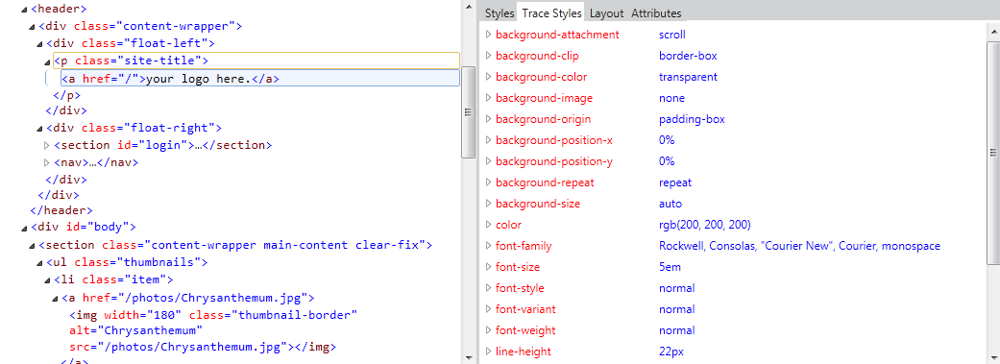 <header>
<div class="content-wrapper">
<div class="float-left">
<p class="site-title">
<a href="/">your logo here.</a>
</p>
</div>
<div class="float-right">
<section id="login">…</section>
<nav>…</nav>
</div>
</div>
</header>
<div id="body">
<section class="content-wrapper main-content clear-fix">
<ul class="thumbnails">
<li class="item">
<a href="/photos/Chrysanthemum.jpg">
<img width="180" class="thumbnail-border"
alt="Chrysanthemum"
src="/photos/Chrysanthemum.jpg"></img>
</a>
Styles Trace Styles Layout Attributes
background-attachment scroll
background-clip border-box
background-color transparent
background-image none
background-origin padding-box
background-position-x 0%
background-position-y 0%
background-repeat repeat
background-size auto
color rgb(200, 200, 200)
font-family Rockwell, Consolas, "Courier New", Courier, monospace
font-size 5em
font-style normal
font-variant normal
font-weight normal
line-height 22px